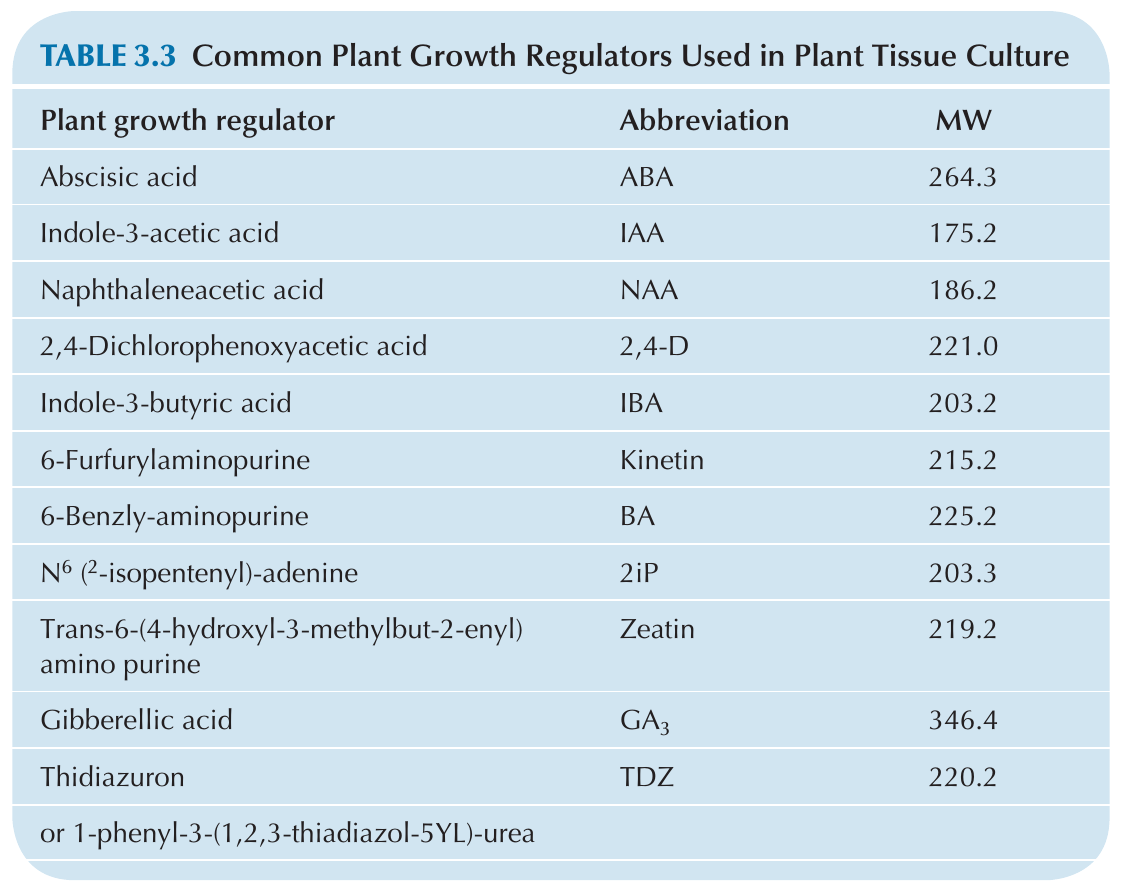 TABLE 3.3 Common Plant Growth Regulators Used in Plant Tissue Culture
Plant growth regulator Abbreviation MW
Abscisic acid ABA 264.3
Indole-3-acetic acid IAA 175.2
Naphthaleneacetic acid NAA 186.2
2,4-Dichlorophenoxyacetic acid 2,4-D 221.0
Indole-3-butyric acid IBA 203.2
6-Furfurylaminopurine Kinetin 215.2
6-Benzly-aminopurine BA 225.2
N⁶ (²-isopentenyl)-adenine 2iP 203.3
Trans-6-(4-hydroxyl-3-methylbut-2-enyl) Zeatin 219.2
amino purine
Gibberellic acid GA₃ 346.4
Thidiazuron TDZ 220.2
or 1-phenyl-3-(1,2,3-thiadiazol-5YL)-urea